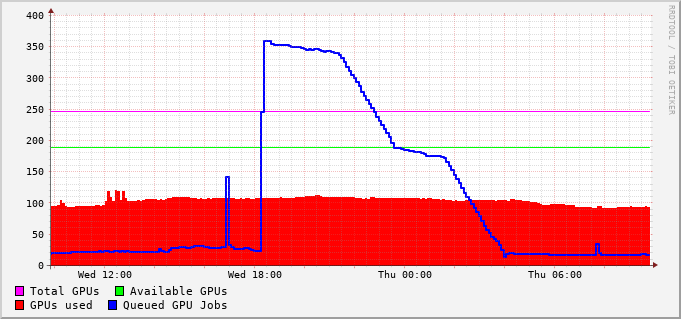 400
350
300
250
200
150
100
50
0
Wed 12:00 Wed 18:00 Thu 00:00 Thu 06:00
Total GPUs Available GPUs
GPUs used Queued GPU Jobs
RRDTOOL / TOBI OETIKER